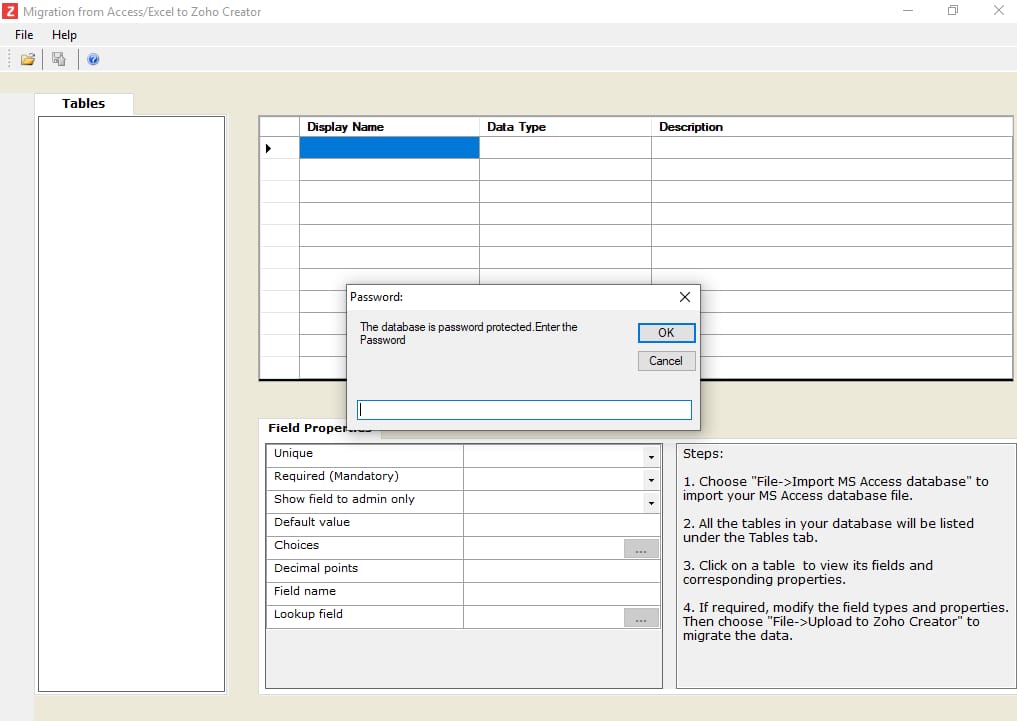 Z Migration from Access/Excel to Zoho Creator
File Help
Tables
Display Name Data Type Description
Password:
The database is password protected.Enter the
Password
OK
Cancel
Field Proper
Unique
Required (Mandatory)
Show field to admin only
Default value
Choices ...
Decimal points
Field name
Lookup field ...
Steps:
1. Choose "File->Import MS Access database" to
import your MS Access database file.
2. All the tables in your database will be listed
under the Tables tab.
3. Click on a table to view its fields and
corresponding properties.
4. If required, modify the field types and properties.
Then choose "File->Upload to Zoho Creator" to
migrate the data.